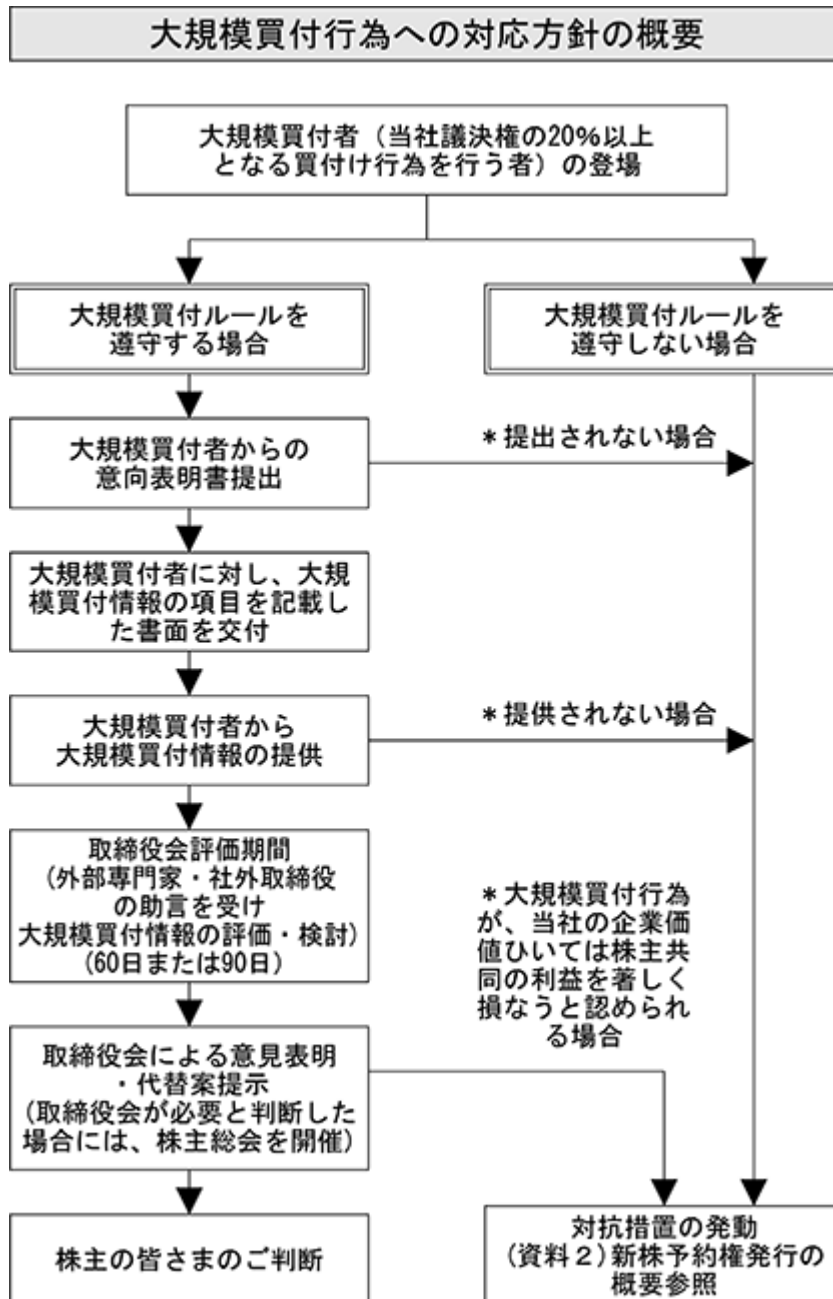 大規模買付行為への対応方針の概要
大規模買付者（当社議決権の20%以上
となる買付け行為を行う者）の登場
大規模買付ルールを
遵守する場合
大規模買付ルールを
遵守しない場合
大規模買付者からの
意向表明書提出
＊提出されない場合
大規模買付者に対し、大規
模買付情報の項目を記載し
た書面を交付
大規模買付者から
大規模買付情報の提供
＊提供されない場合
取締役会評価期間
(外部専門家・社外取締役
の助言を受け
大規模買付情報の評価・検討)
(60日または90日)
＊大規模買付行為
が、当社の企業価
値ひいては株主共
同の利益を著しく
損なうと認められ
る場合
取締役会による意見表明
・代替案提示
(取締役会が必要と判断した
場合には、株主総会を開催)
株主の皆さまのご判断
対抗措置の発動
(資料２)新株予約権発行の
概要参照